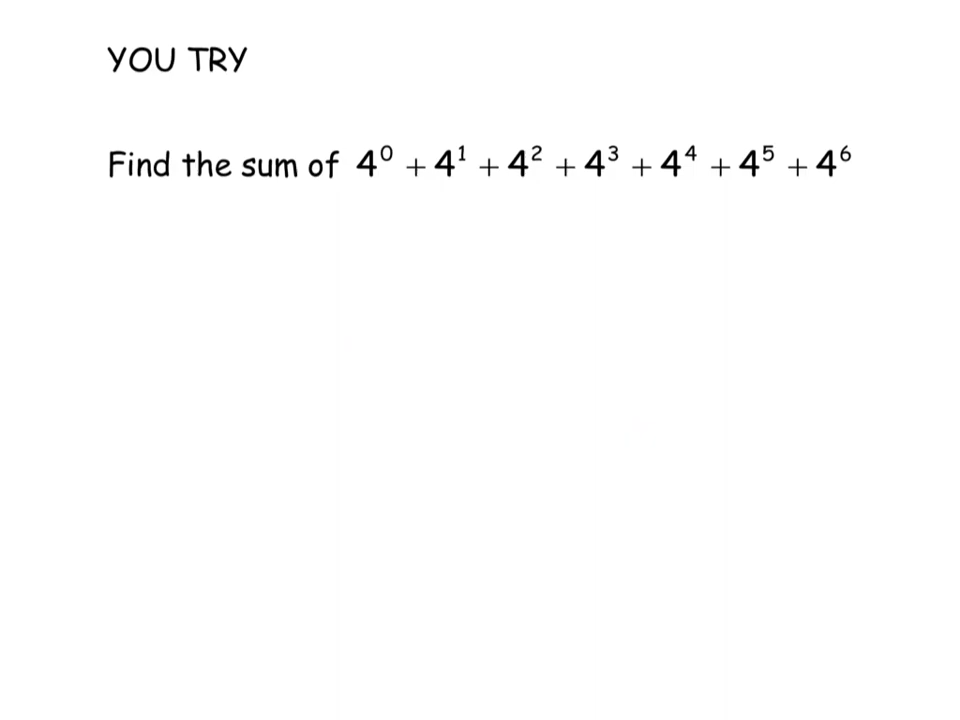 YOU TRY
Find the sum of 4⁰ + 4¹ + 4² + 4³ + 4⁴ + 4⁵ + 4⁶